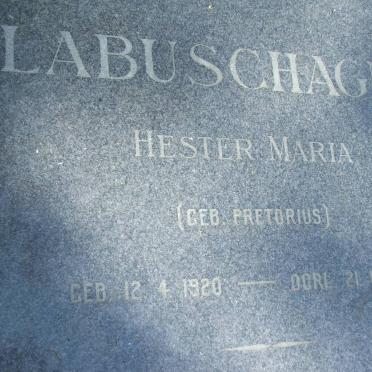 LABUSCHAG
HESTER MARIA
(GEB. PRETORIUS)
GEB. 12. 4. 1920 — OORL. 21